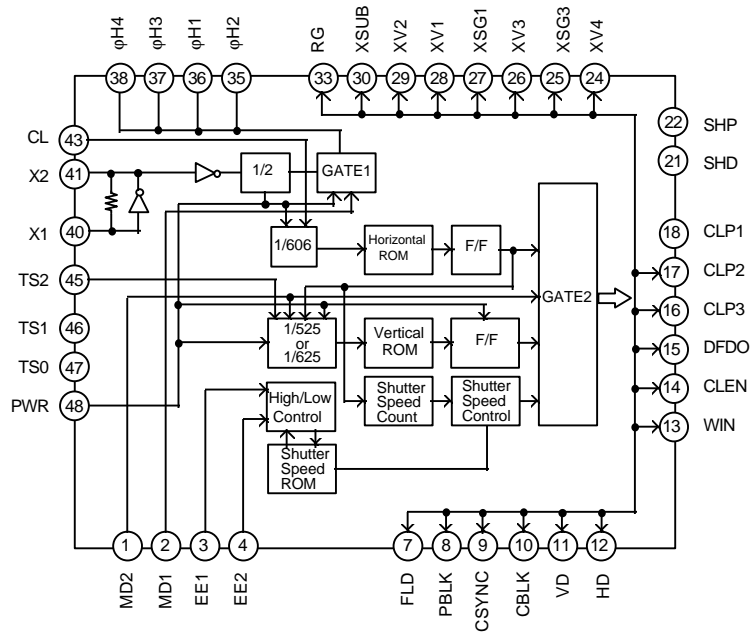 φH4
φH3
φH1
φH2
RG
XSUB
XV2
XV1
XSG1
XV3
XSG3
XV4
38
37
36
35
33
30
29
28
27
26
25
24
CL
43
22
SHP
X2
41
1/2
GATE1
21
SHD
X1
40
1/606
Horizontal
ROM
F/F
18
CLP1
TS2
45
17
CLP2
GATE2
TS1
46
1/525
or
1/625
Vertical
ROM
F/F
16
CLP3
TS0
47
15
DFDO
PWR
48
High/Low
Control
Shutter
Speed
Count
Shutter
Speed
Control
14
CLEN
13
WIN
Shutter
Speed
ROM
1
2
3
4
7
8
9
10
11
12
MD2
MD1
EE1
EE2
FLD
PBLK
CSYNC
CBLK
VD
HD